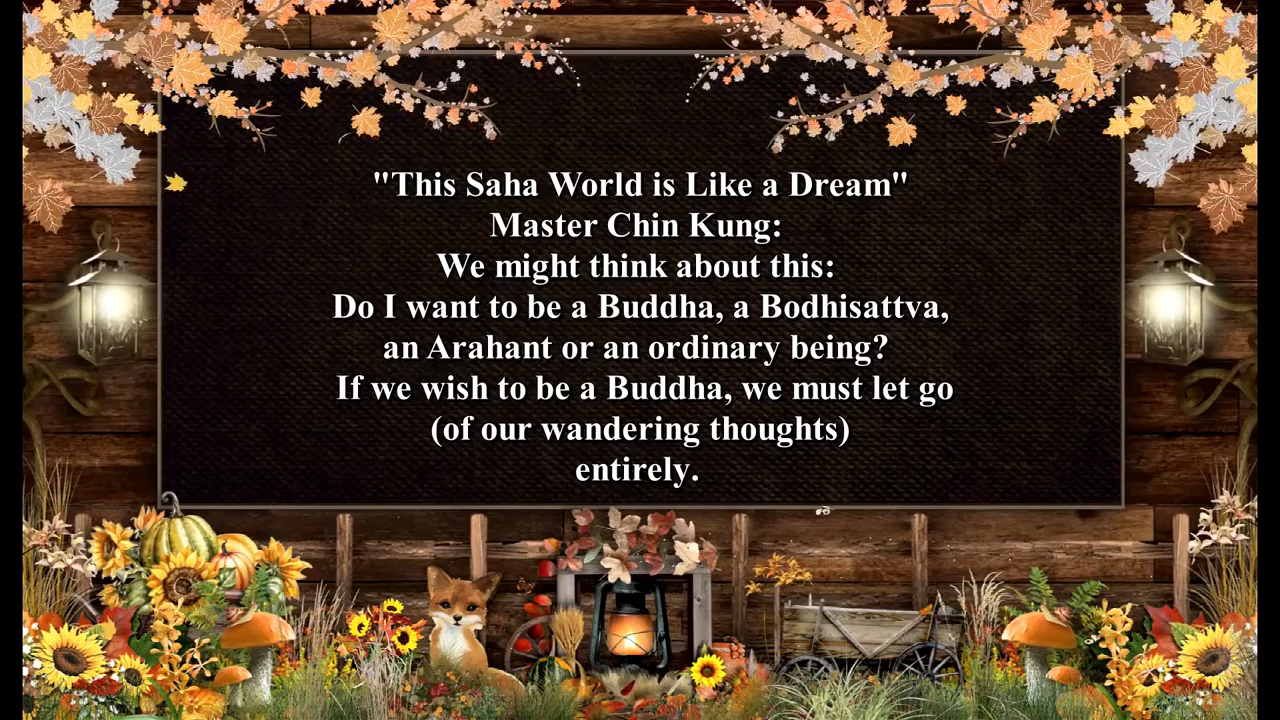 "This Saha World is Like a Dream"
Master Chin Kung:
We might think about this:
Do I want to be a Buddha, a Bodhisattva,
an Arahant or an ordinary being?
If we wish to be a Buddha, we must let go
(of our wandering thoughts)
entirely.